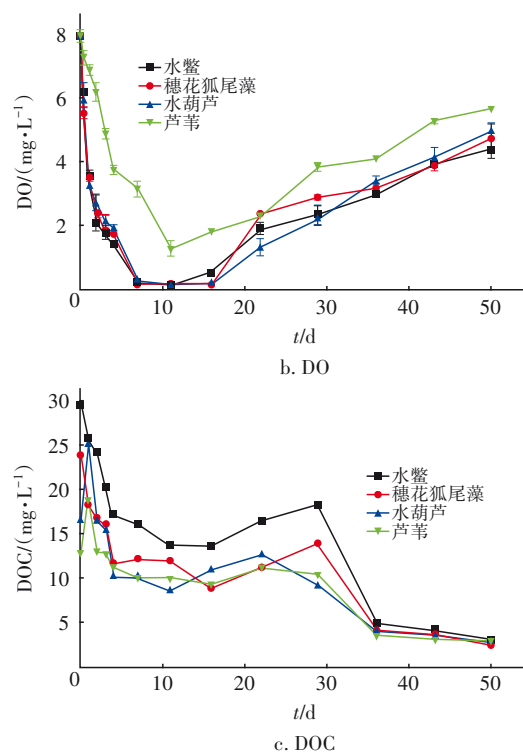 8
6
4
2
0
DO/(mg·L⁻¹)
水鳖
穗花狐尾藻
水葫芦
芦苇
0 10 20 30 40 50
t/d
b. DO
30
25
20
15
10
5
DOC/(mg·L⁻¹)
水鳖
穗花狐尾藻
水葫芦
芦苇
0 10 20 30 40 50
t/d
c. DOC